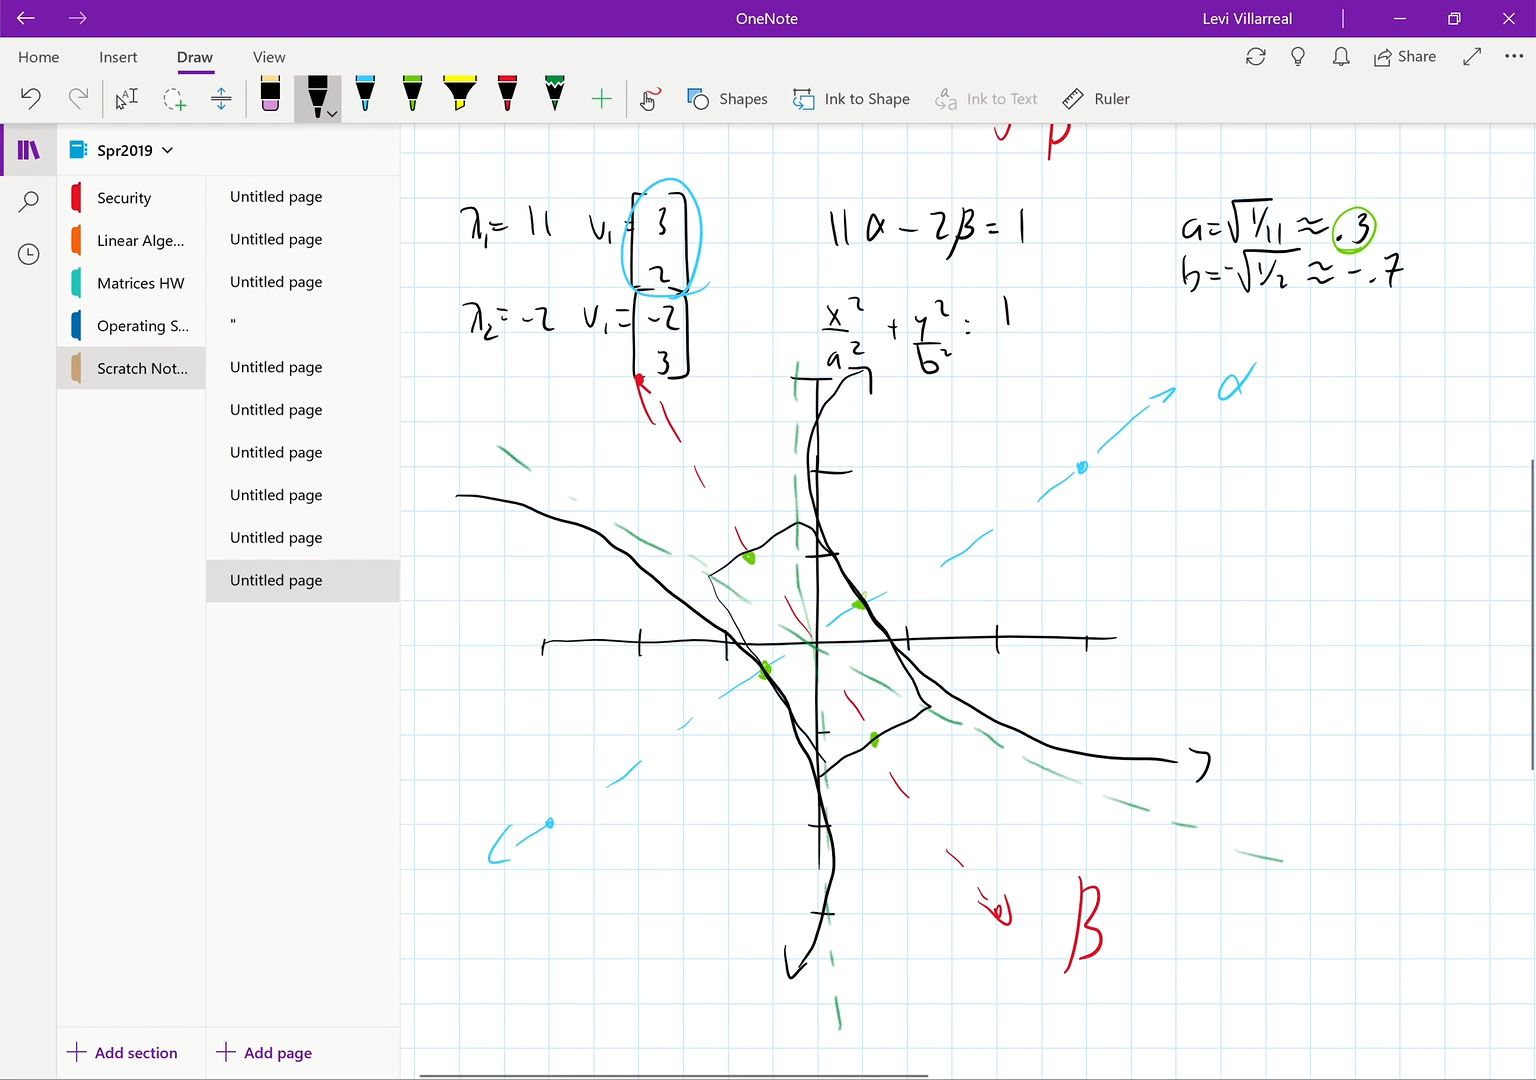 OneNote
Levi Villarreal
Home Insert Draw View
Share
Shapes
Ink to Shape
Ink to Text
Ruler
Spr2019
Security
Linear Alge...
Matrices HW
Operating S...
Scratch Not...
Untitled page
Untitled page
Untitled page
"
Untitled page
Untitled page
Untitled page
Untitled page
Untitled page
Untitled page
Add section
Add page
λ₁= 11 v₁= [3 2]
λ₂= -2 v₁= [-2 3]
11α - 2β = 1
x²/a² + y²/b² = 1
a=√1/11 ≈ .3
b=-√1/2 ≈ -.7
α
β